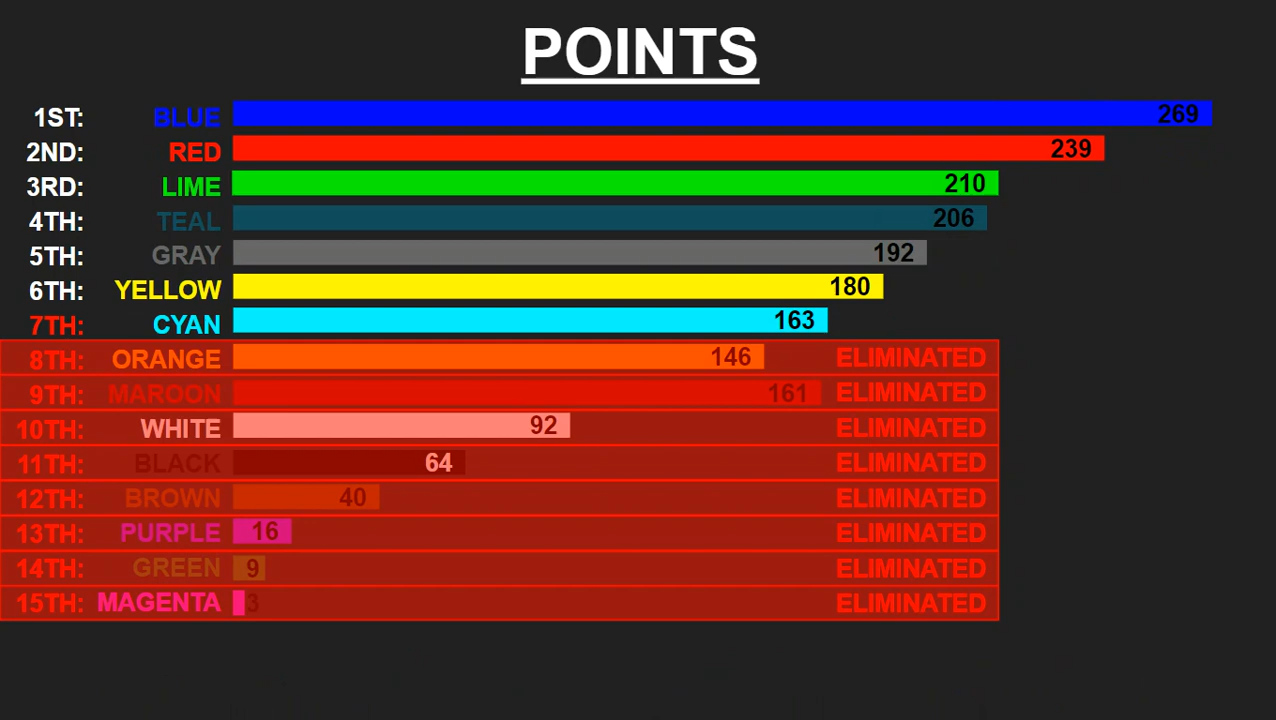 POINTS
1ST: BLUE 269
2ND: RED 239
3RD: LIME 210
4TH: TEAL 206
5TH: GRAY 192
6TH: YELLOW 180
7TH: CYAN 163
8TH: ORANGE 146 ELIMINATED
9TH: MAROON 161 ELIMINATED
10TH: WHITE 92 ELIMINATED
11TH: BLACK 64 ELIMINATED
12TH: BROWN 40 ELIMINATED
13TH: PURPLE 16 ELIMINATED
14TH: GREEN 9 ELIMINATED
15TH: MAGENTA 3 ELIMINATED